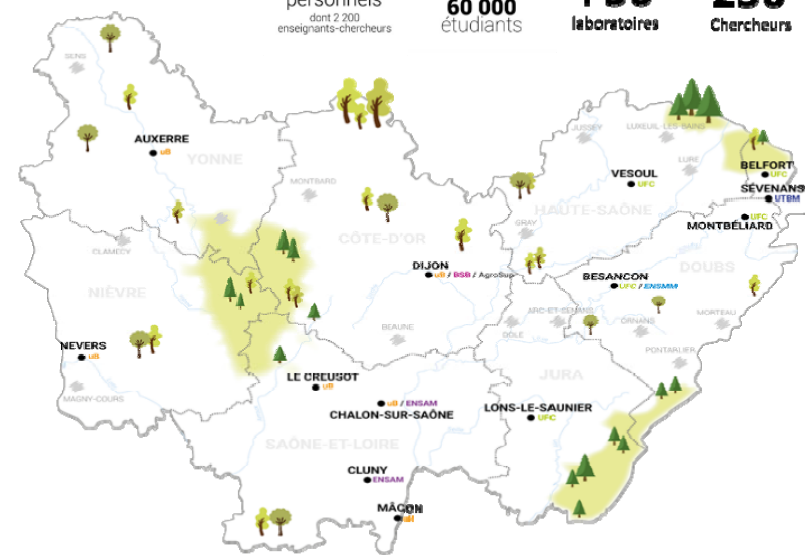 personnels
dont 2 200
enseignants-chercheurs
60 000
étudiants
laboratoires
Chercheurs
SENS
AUXERRE
uB
YONNE
MONTBARD
JUSSEY
LUXEUIL-LES-BAINS
LURE
VESOUL
UFC
BELFORT
UFC
SÉVENANS
UTBM
HAUTE-SAÔNE
GRAY
UFC
MONTBÉLIARD
CLAMECY
CÔTE-D'OR
NIÈVRE
DIJON
uB / BSB / AgroSup
BESANCON
UFC / ENSMM
DOUBS
ARC-ET-SENANS
DOLE
ORNANS
MORTEAU
BEAUNE
NEVERS
uB
PONTARLIER
LE CREUSOT
uB
JURA
MAGNY-COURS
uB / ENSAM
CHALON-SUR-SAÔNE
LONS-LE-SAUNIER
UFC
SAÔNE-ET-LOIRE
CLUNY
ENSAM
MÂCON
uB